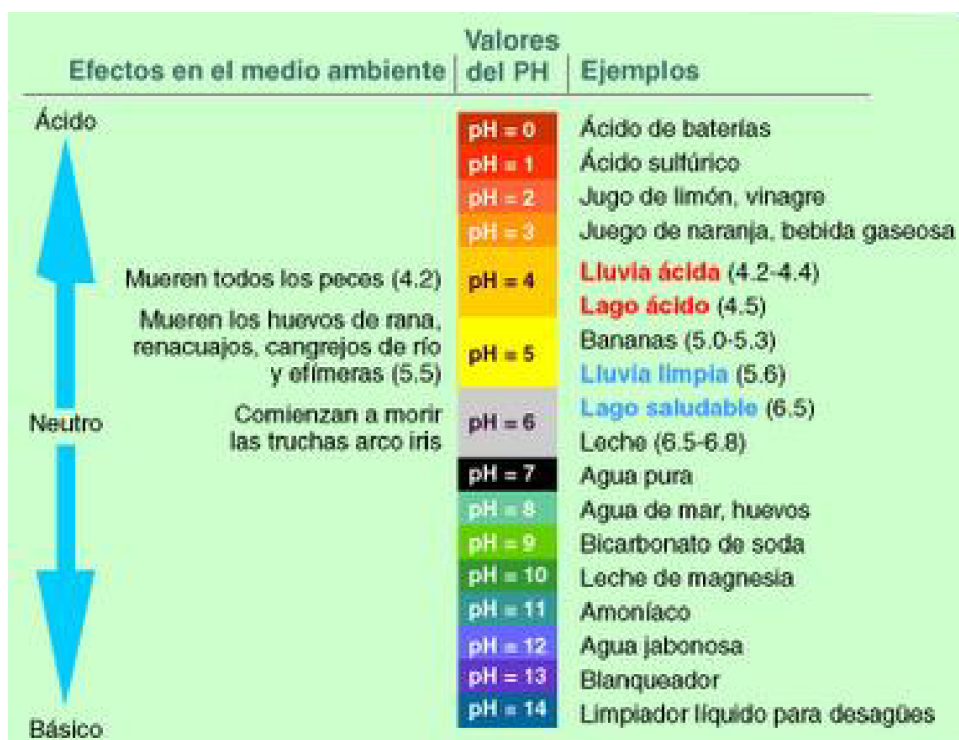 Efectos en el medio ambiente
Valores
del PH
Ejemplos
Ácido
pH = 0 Ácido de baterías
pH = 1 Ácido sulfúrico
pH = 2 Jugo de limón, vinagre
pH = 3 Juego de naranja, bebida gaseosa
Mueren todos los peces (4.2)
pH = 4
Lluvia ácida (4.2-4.4)
Lago ácido (4.5)
Mueren los huevos de rana,
renacuajos, cangrejos de río
y efímeras (5.5)
pH = 5
Bananas (5.0-5.3)
Lluvia limpia (5.6)
Neutro
Comienzan a morir
las truchas arco iris
pH = 6
Lago saludable (6.5)
Leche (6.5-6.8)
pH = 7 Agua pura
pH = 8 Agua de mar, huevos
pH = 9 Bicarbonato de soda
pH = 10 Leche de magnesia
pH = 11 Amoníaco
pH = 12 Agua jabonosa
pH = 13 Blanqueador
pH = 14 Limpiador líquido para desagües
Básico